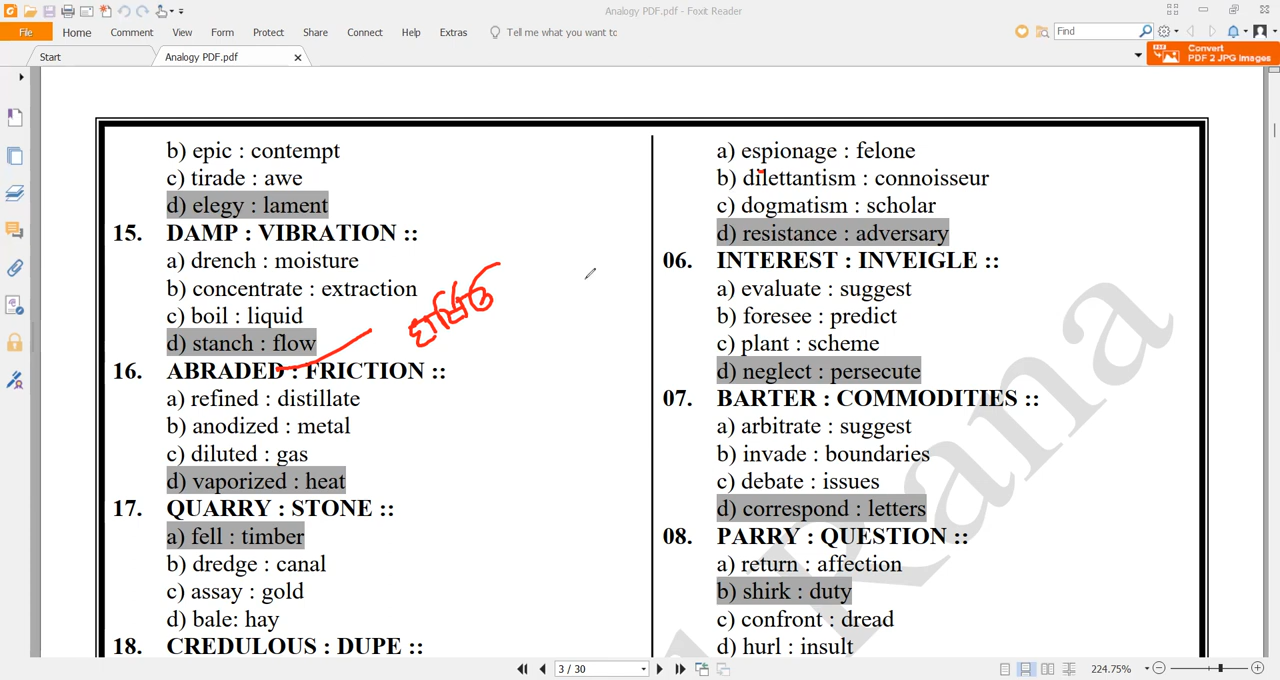 Analogy PDF.pdf - Foxit Reader
File Home Comment View Form Protect Share Connect Help Extras Tell me what you want tc
Find
Convert
PDF 2 JPG Images
Start Analogy PDF.pdf
b) epic : contempt
c) tirade : awe
d) elegy : lament
15. DAMP : VIBRATION ::
a) drench : moisture
b) concentrate : extraction
c) boil : liquid
d) stanch : flow
16. ABRADED : FRICTION ::
a) refined : distillate
b) anodized : metal
c) diluted : gas
d) vaporized : heat
17. QUARRY : STONE ::
a) fell : timber
b) dredge : canal
c) assay : gold
d) bale: hay
18. CREDULOUS : DUPE ::
a) espionage : felone
b) dilettantism : connoisseur
c) dogmatism : scholar
d) resistance : adversary
06. INTEREST : INVEIGLE ::
a) evaluate : suggest
b) foresee : predict
c) plant : scheme
d) neglect : persecute
07. BARTER : COMMODITIES ::
a) arbitrate : suggest
b) invade : boundaries
c) debate : issues
d) correspond : letters
08. PARRY : QUESTION ::
a) return : affection
b) shirk : duty
c) confront : dread
d) hurl : insult
Rana
3 / 30
224.75%